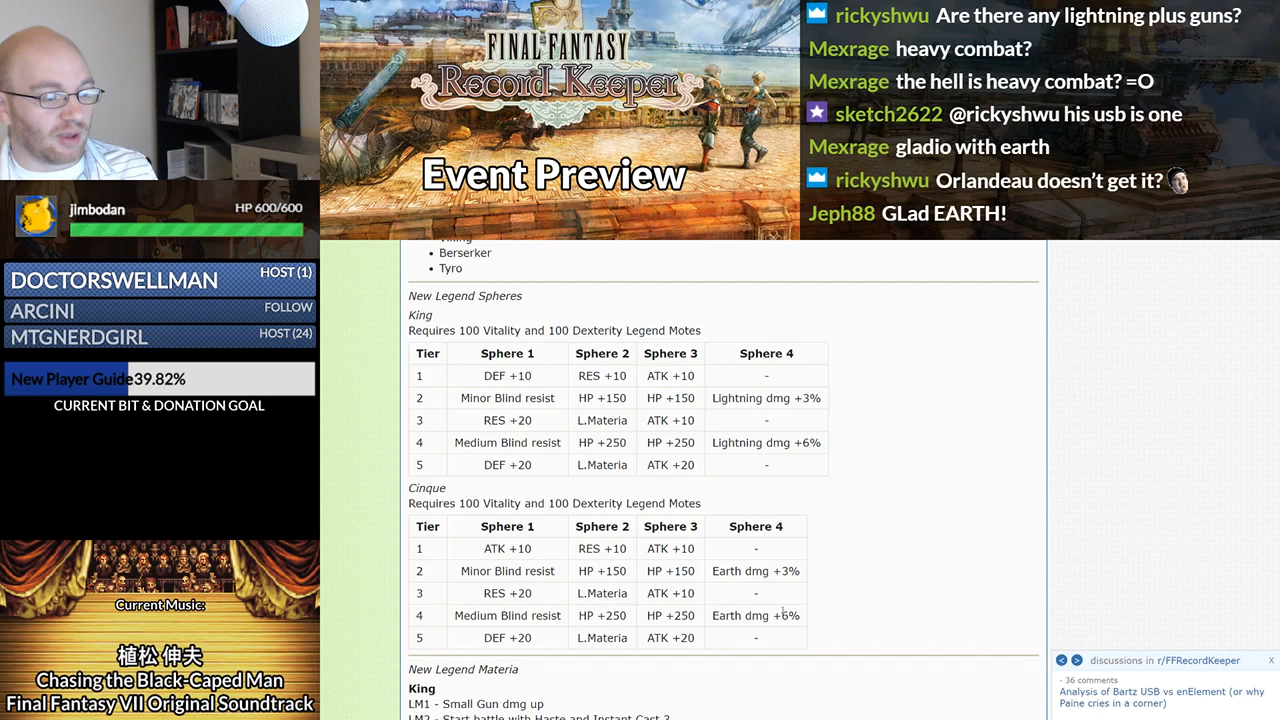 jimbodan
HP 600/600
DOCTORSWELLMAN HOST (1)
ARCINI FOLLOW
MTGNERDGIRL HOST (24)
New Player Guide39.82%
CURRENT BIT & DONATION GOAL
Current Music:
植松 伸夫
Chasing the Black-Caped Man
Final Fantasy VII Original Soundtrack
FINAL FANTASY
Record Keeper
Event Preview
rickyshwu Are there any lightning plus guns?
Mexrage heavy combat?
Mexrage the hell is heavy combat? =O
sketch2622 @rickyshwu his usb is one
Mexrage gladio with earth
rickyshwu Orlandeau doesn't get it?
Jeph88 GLad EARTH!
Viking
• Berserker
• Tyro
New Legend Spheres
King
Requires 100 Vitality and 100 Dexterity Legend Motes
Tier Sphere 1 Sphere 2 Sphere 3 Sphere 4
1 DEF +10 RES +10 ATK +10 -
2 Minor Blind resist HP +150 HP +150 Lightning dmg +3%
3 RES +20 L.Materia ATK +10 -
4 Medium Blind resist HP +250 HP +250 Lightning dmg +6%
5 DEF +20 L.Materia ATK +20 -
Cinque
Requires 100 Vitality and 100 Dexterity Legend Motes
Tier Sphere 1 Sphere 2 Sphere 3 Sphere 4
1 ATK +10 RES +10 ATK +10 -
2 Minor Blind resist HP +150 HP +150 Earth dmg +3%
3 RES +20 L.Materia ATK +10 -
4 Medium Blind resist HP +250 HP +250 Earth dmg +6%
5 DEF +20 L.Materia ATK +20 -
New Legend Materia
King
LM1 - Small Gun dmg up
LM2 - Start battle with Haste and Instant Cast 3
discussions in r/FFRecordKeeper X
· 36 comments
Analysis of Bartz USB vs enElement (or why
Paine cries in a corner)